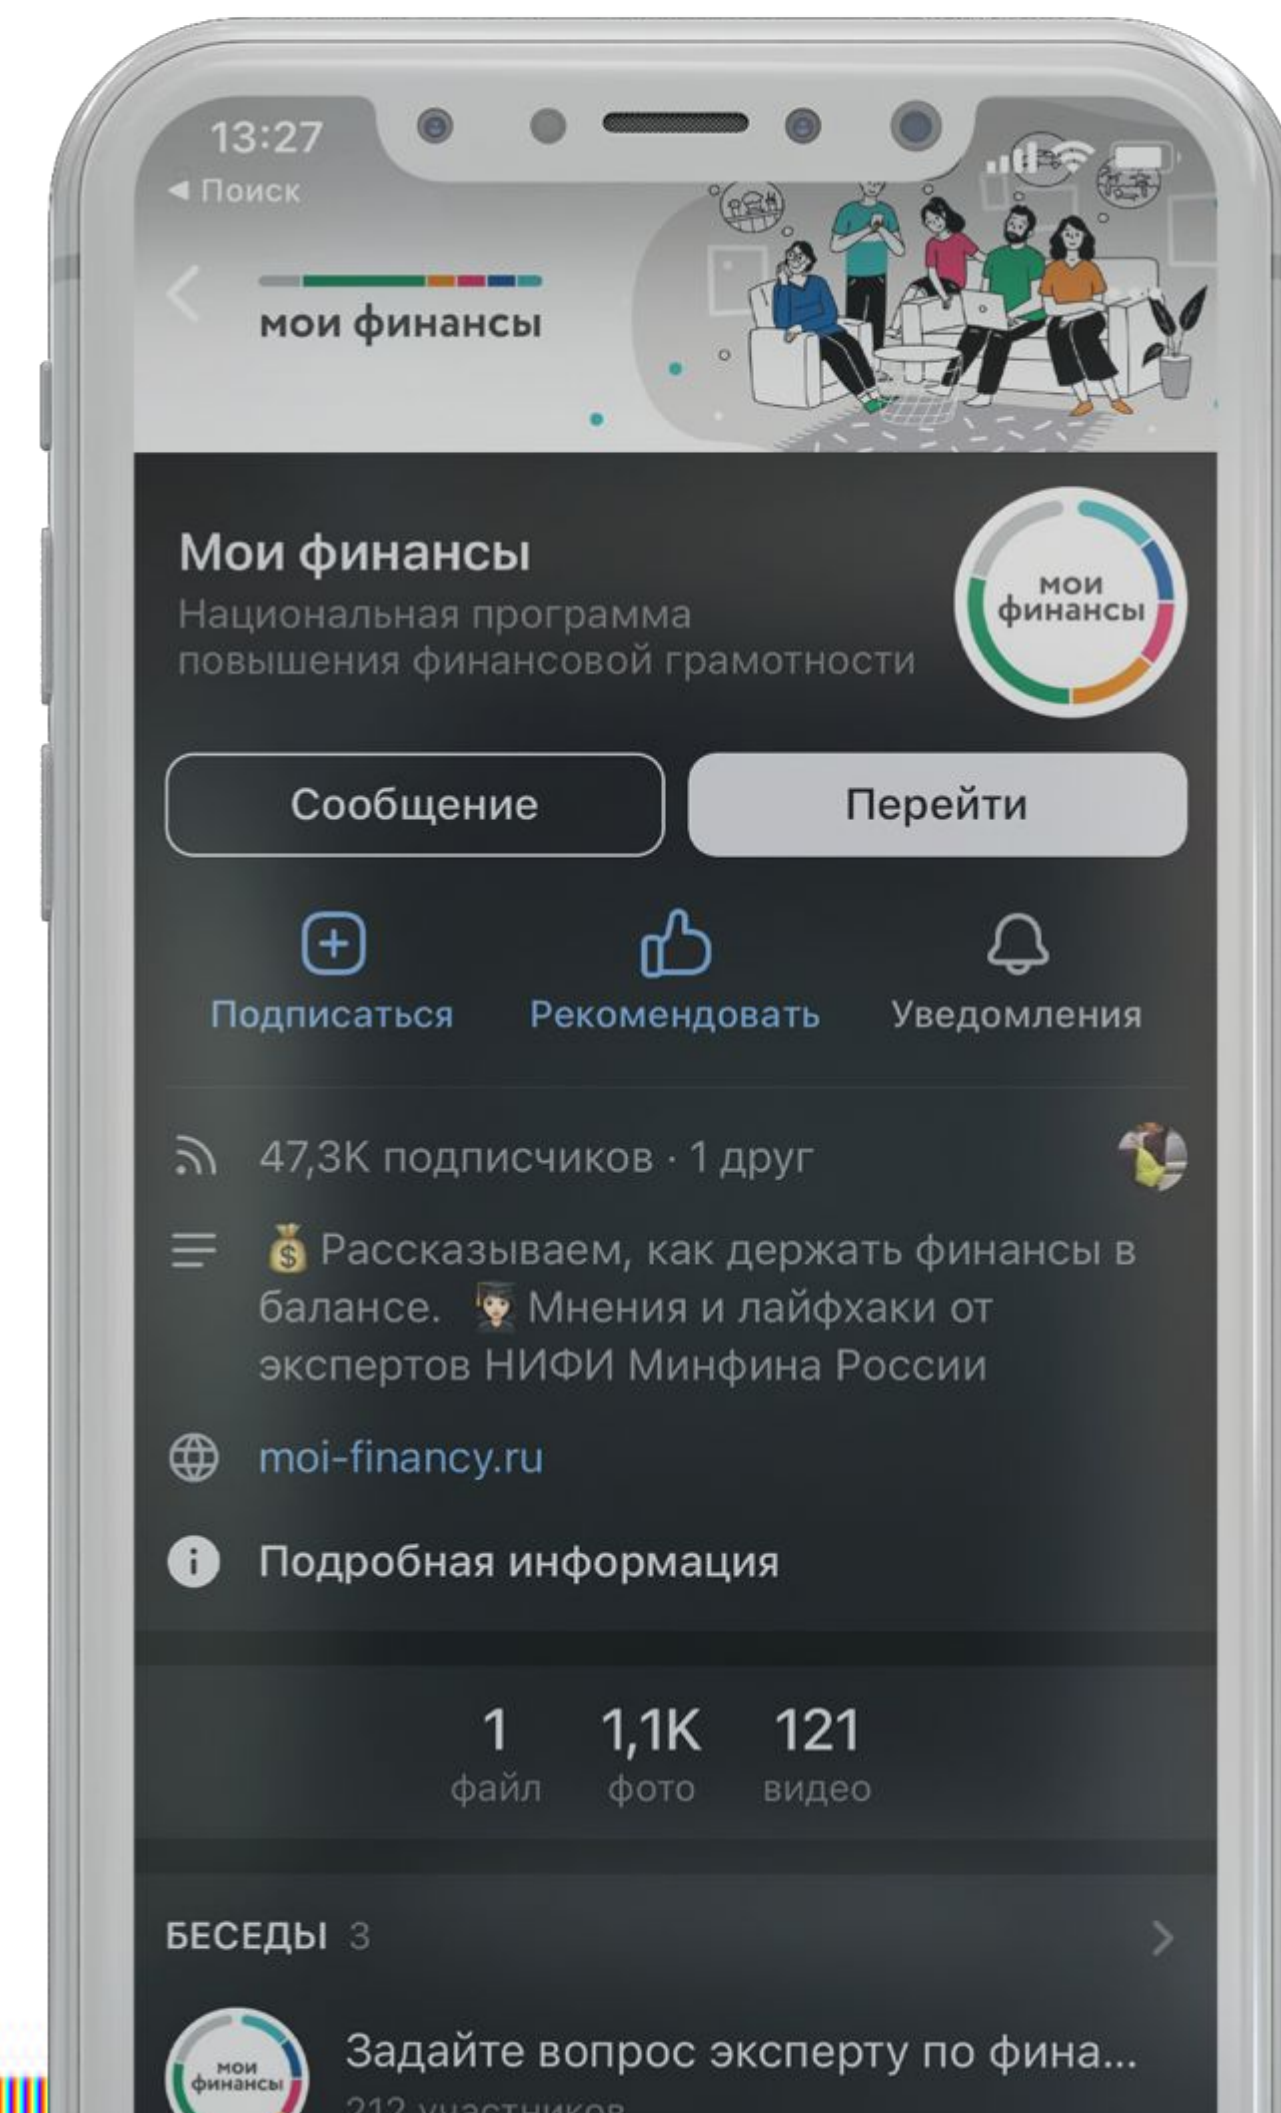 13:27
Поиск
мои финансы
Мои финансы
Национальная программа
повышения финансовой грамотности
мои
финансы
Сообщение
Перейти
Подписаться
Рекомендовать
Уведомления
47,3K подписчиков · 1 друг
💰 Рассказываем, как держать финансы в
балансе. 👩🏻‍🎓 Мнения и лайфхаки от
экспертов НИФИ Минфина России
moi-financy.ru
Подробная информация
1 1,1K 121
файл фото видео
БЕСЕДЫ 3
мои
финансы
Задайте вопрос эксперту по фина...
212 участников